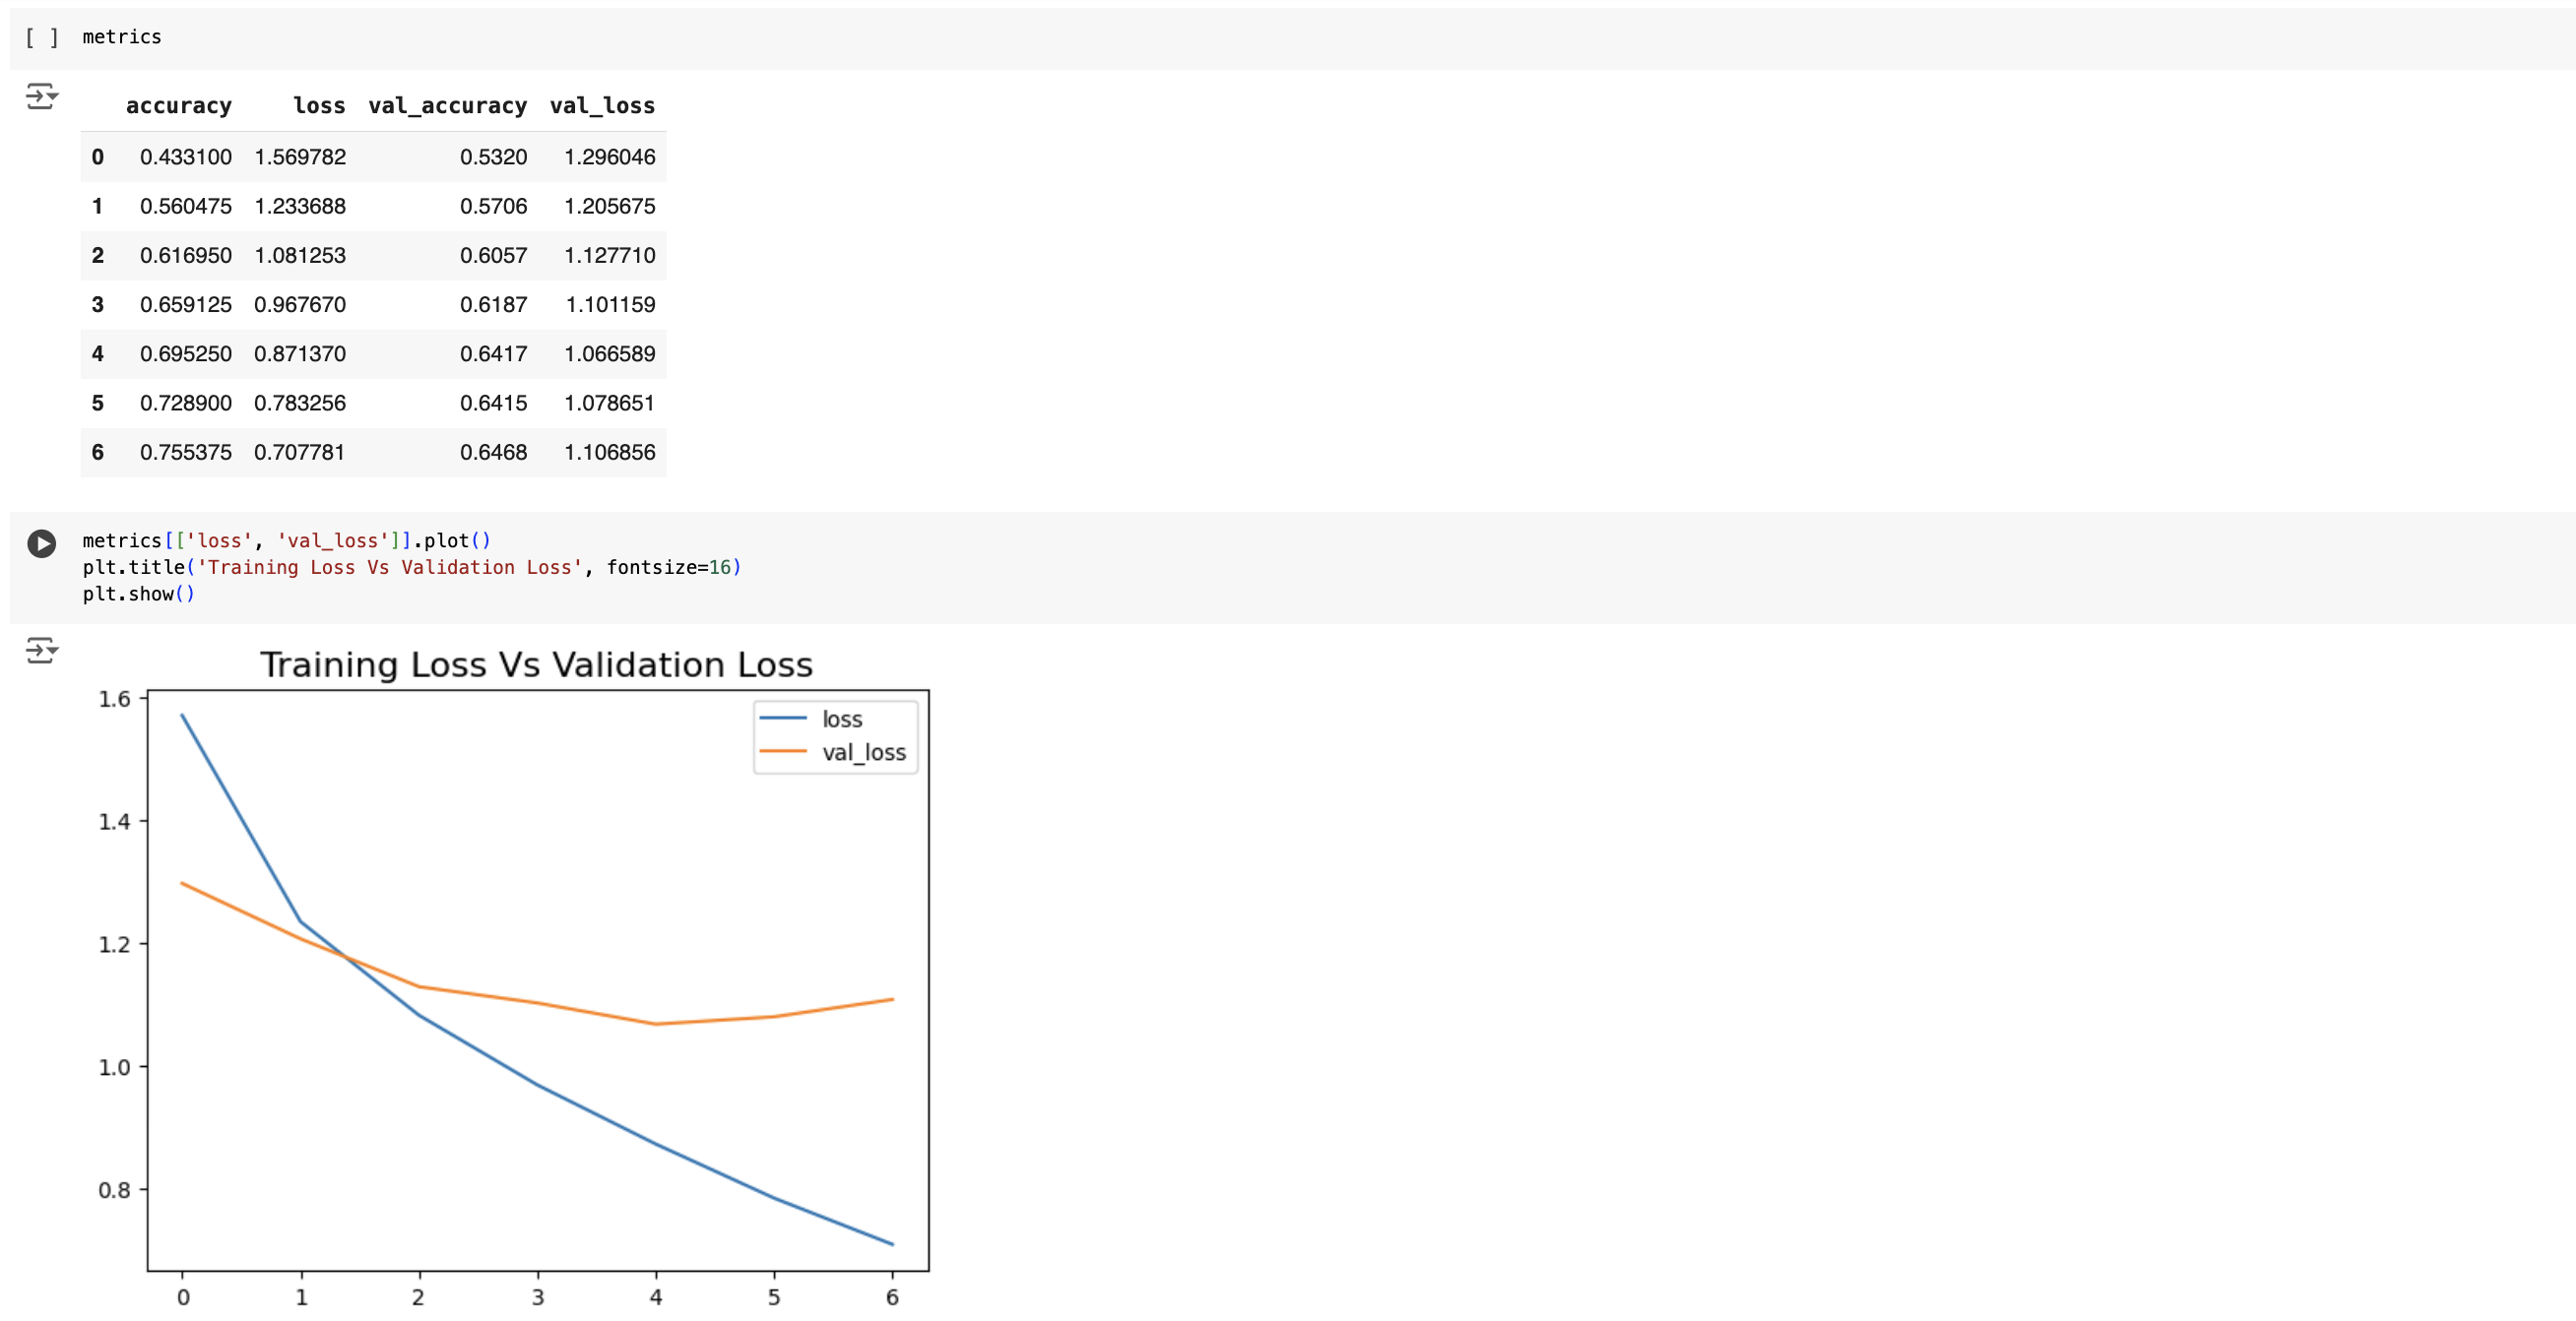 [ ] metrics
accuracy loss val_accuracy val_loss
0 0.433100 1.569782 0.5320 1.296046
1 0.560475 1.233688 0.5706 1.205675
2 0.616950 1.081253 0.6057 1.127710
3 0.659125 0.967670 0.6187 1.101159
4 0.695250 0.871370 0.6417 1.066589
5 0.728900 0.783256 0.6415 1.078651
6 0.755375 0.707781 0.6468 1.106856
metrics[['loss', 'val_loss']].plot()
plt.title('Training Loss Vs Validation Loss', fontsize=16)
plt.show()
Training Loss Vs Validation Loss
loss
val_loss
1.6
1.4
1.2
1.0
0.8
0 1 2 3 4 5 6